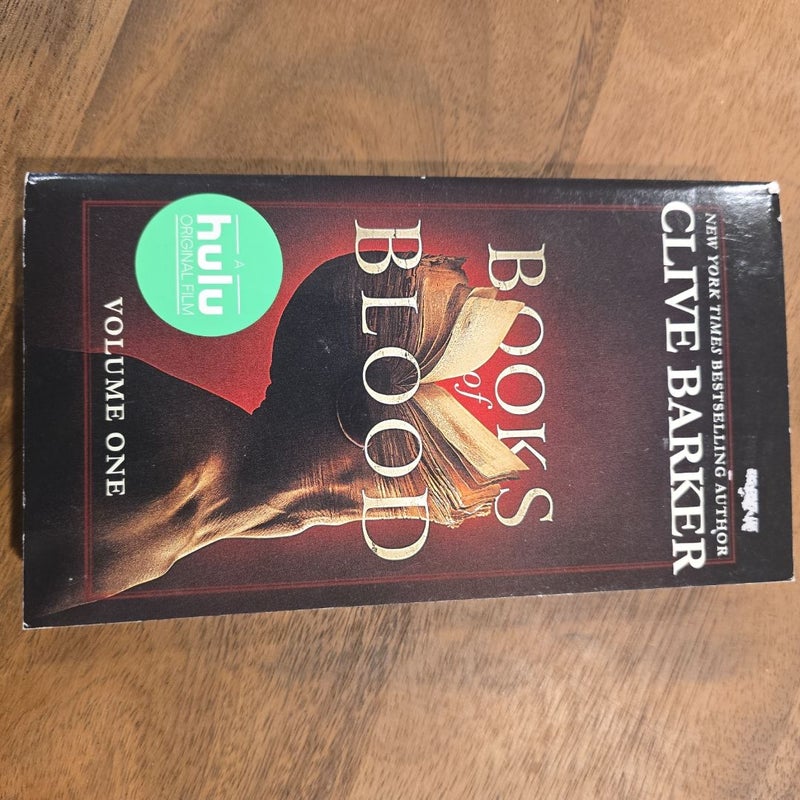 NEW YORK TIMES BESTSELLING AUTHOR
CLIVE BARKER
BOOKS
of
BLOOD
A
hulu
ORIGINAL FILM
VOLUME ONE